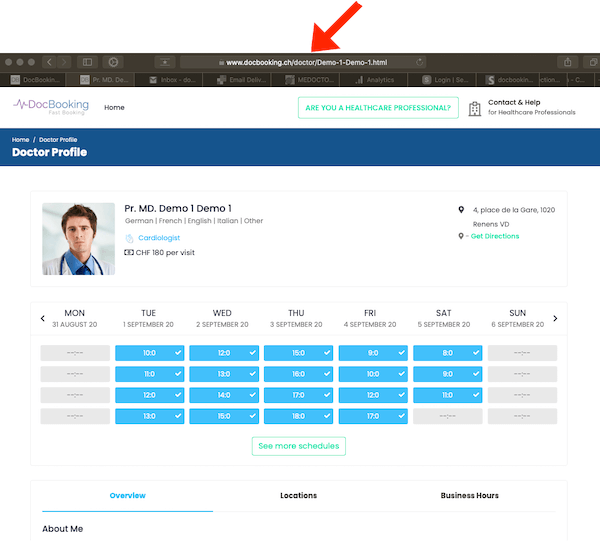 www.docbooking.ch/doctor/Demo-1-Demo-1.html
DocBookin... Pr. MD. De... Inbox - do... Email Deliv... MEDOCTO... Analytics Login | Se... docbooking...
DocBooking
Fast Booking
Home
ARE YOU A HEALTHCARE PROFESSIONAL?
Contact & Help
for Healthcare Professionals
Home / Doctor Profile
Doctor Profile
Pr. MD. Demo 1 Demo 1
German | French | English | Italian | Other
Cardiologist
CHF 180 per visit
4, place de la Gare, 1020
Renens VD
- Get Directions
MON TUE WED THU FRI SAT SUN
31 AUGUST 20 1 SEPTEMBER 20 2 SEPTEMBER 20 3 SEPTEMBER 20 4 SEPTEMBER 20 5 SEPTEMBER 20 6 SEPTEMBER 20
--:-- 10:0 12:0 15:0 9:0 8:0 --:--
--:-- 11:0 13:0 16:0 10:0 9:0 --:--
--:-- 12:0 14:0 17:0 12:0 11:0 --:--
--:-- 13:0 15:0 18:0 17:0 --:-- --:--
See more schedules
Overview Locations Business Hours
About Me